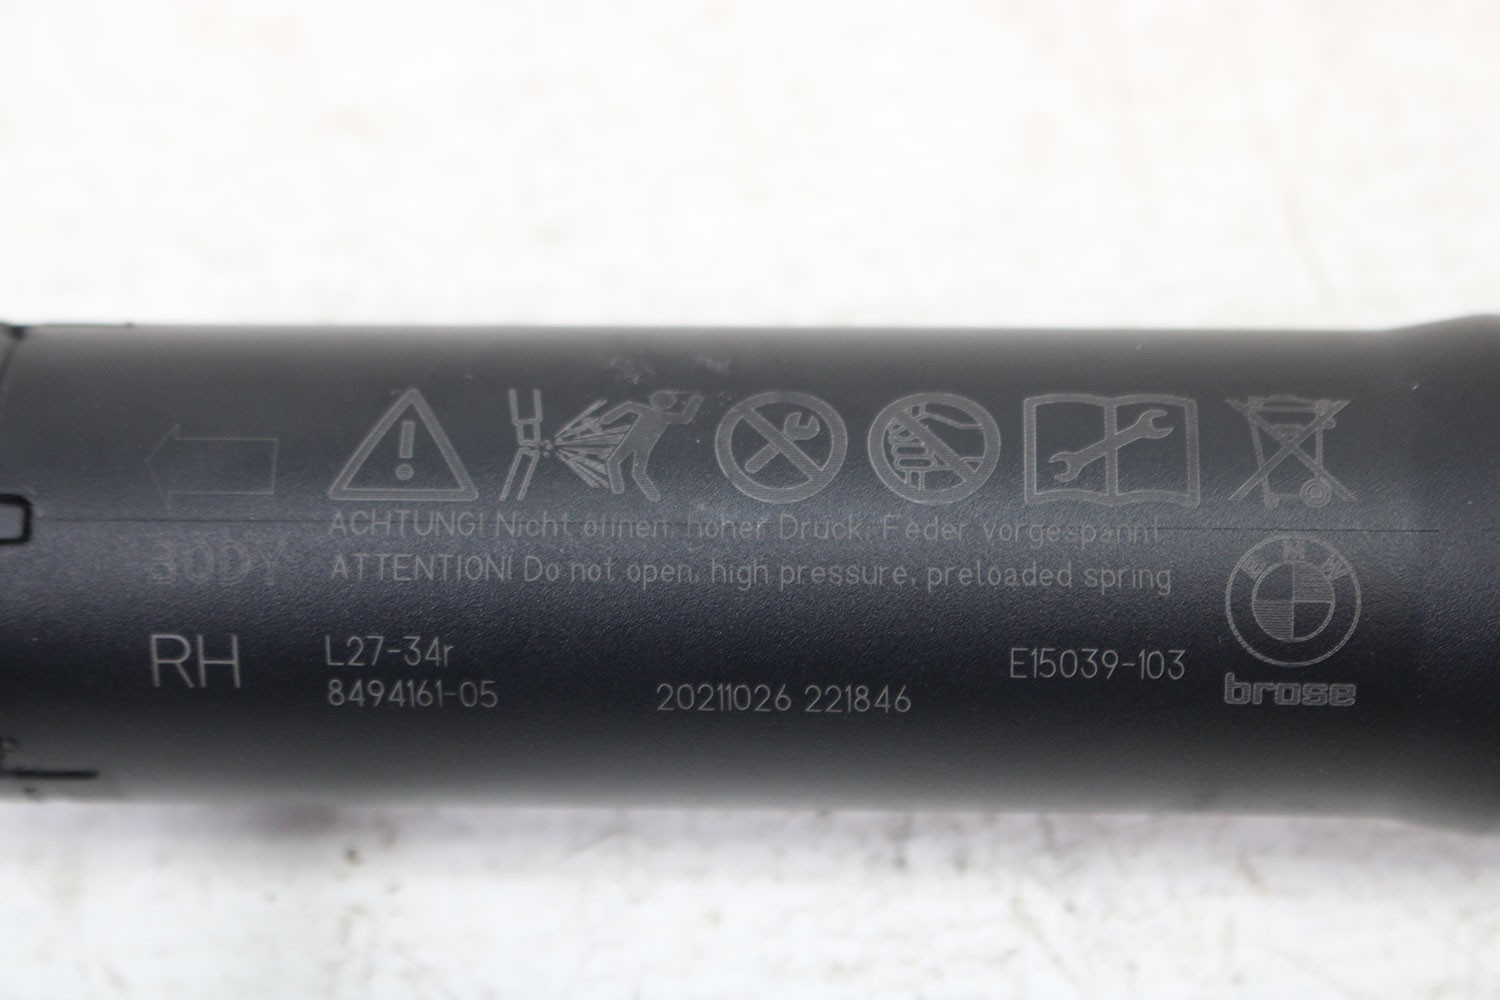 ACHTUNG! Nicht öffnen, hoher Druck, Feder vorgespannt
BODY
ATTENTION! Do not open, high pressure, preloaded spring
BMW
RH
L27-34r
8494161-05
20211026 221846
E15039-103
brose